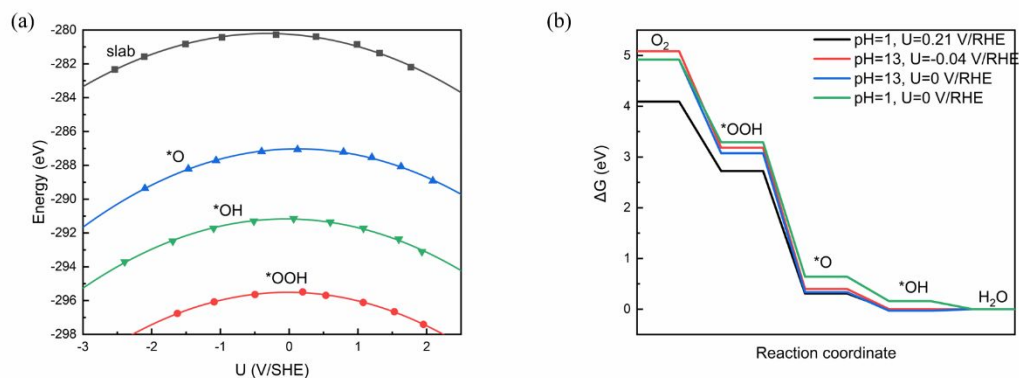 (a)
-280
-282
-284
-286
-288
-290
-292
-294
-296
-298
Energy (eV)
slab
*O
*OH
*OOH
-3
-2
-1
0
1
2
U (V/SHE)
(b)
5
4
3
2
1
0
ΔG (eV)
O₂
*OOH
*O
*OH
H₂O
pH=1, U=0.21 V/RHE
pH=13, U=-0.04 V/RHE
pH=13, U=0 V/RHE
pH=1, U=0 V/RHE
Reaction coordinate